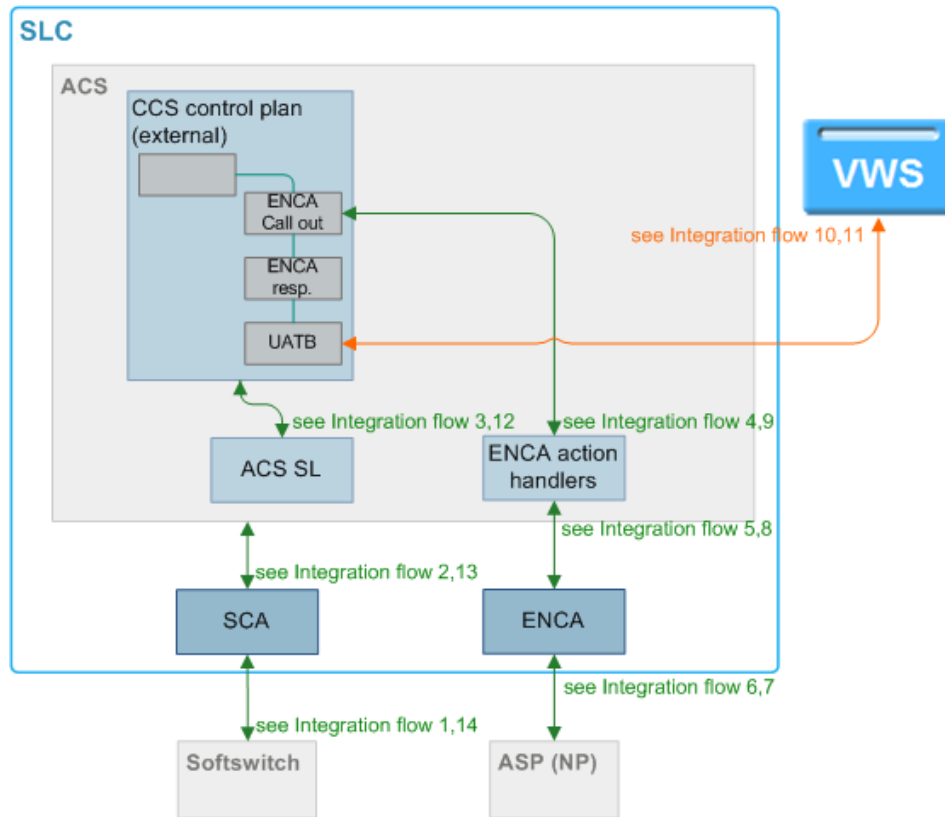 SLC
ACS
CCS control plan
(external)
ENCA
Call out
ENCA
resp.
UATB
VWS
see Integration flow 10,11
see Integration flow 3,12
see Integration flow 4,9
ACS SL
ENCA action
handlers
see Integration flow 5,8
see Integration flow 2,13
SCA
ENCA
see Integration flow 6,7
see Integration flow 1,14
Softswitch
ASP (NP)